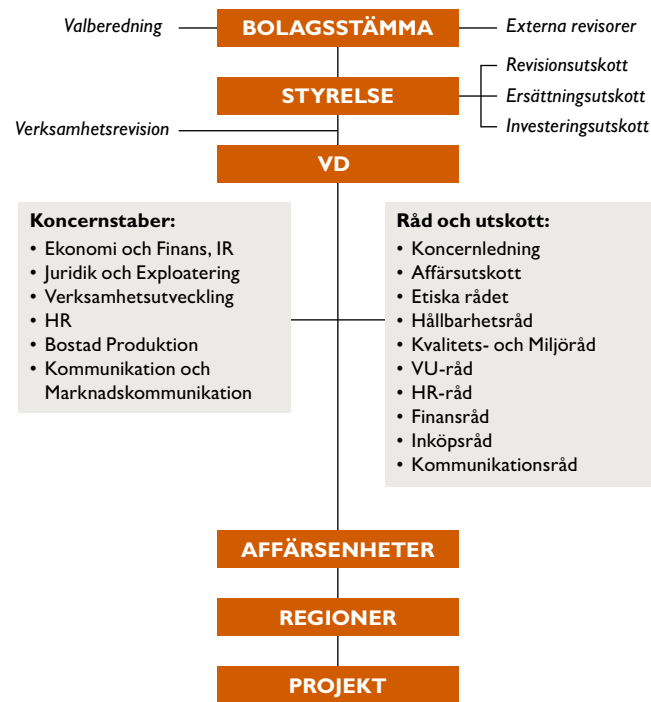 Valberedning
BOLAGSSTÄMMA
Externa revisorer
Revisionsutskott
STYRELSE
Ersättningsutskott
Investeringsutskott
Verksamhetsrevision
VD
Koncernstaber:
• Ekonomi och Finans, IR
• Juridik och Exploatering
• Verksamhetsutveckling
• HR
• Bostad Produktion
• Kommunikation och
Marknadskommunikation
Råd och utskott:
• Koncernledning
• Affärsutskott
• Etiska rådet
• Hållbarhetsråd
• Kvalitets- och Miljöråd
• VU-råd
• HR-råd
• Finansråd
• Inköpsråd
• Kommunikationsråd
AFFÄRSENHETER
REGIONER
PROJEKT